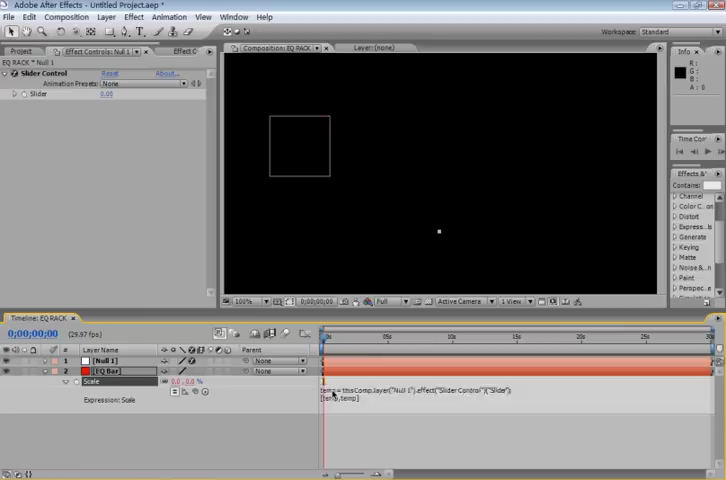 Adobe After Effects - Untitled Project.aep *
File Edit Composition Layer Effect Animation View Window Help
Workspace: Standard
Project Effect Controls: Null 1 Effect C
EQ RACK * Null 1
Slider Control Reset About...
Animation Presets: None
Slider 0.00
Composition: EQ RACK Layer: (none)
100% 0;00;00;00 Full Active Camera 1 View
Info
R :
G :
B :
A : 0
Time Cor
Effects &
Contains:
Channel
Color C..
Distort
Express..ls
Generate
Keying
Matte
Noise &
Paint
Perspec..
Timeline: EQ RACK
0;00;00;00 (29.97 fps)
# Layer Name Parent
0s 05s 10s 15s 20s 25s 30s
1 [Null 1] None
2 [EQ Bar] None
Scale 0.0, 0.0 %
Expression: Scale
temp = thisComp.layer("Null 1").effect("Slider Control")("Slider");
[temp, temp]